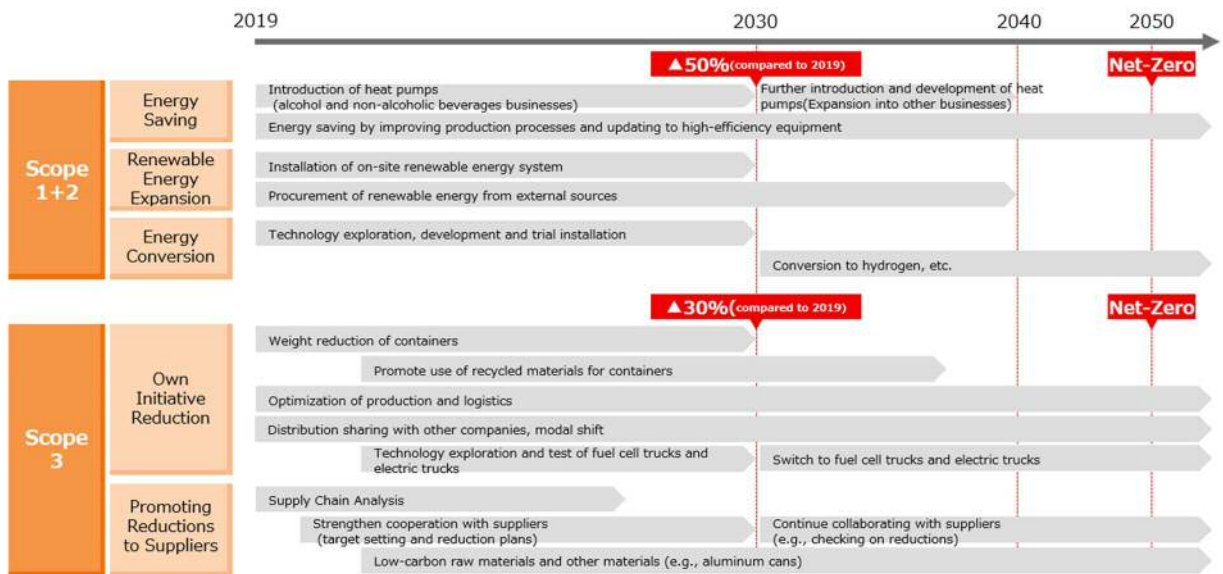 2019 2030 2040 2050
▲50%(compared to 2019) Net-Zero
Scope
1+2
Energy
Saving
Introduction of heat pumps
(alcohol and non-alcoholic beverages businesses)
Further introduction and development of heat
pumps(Expansion into other businesses)
Energy saving by improving production processes and updating to high-efficiency equipment
Renewable
Energy
Expansion
Installation of on-site renewable energy system
Procurement of renewable energy from external sources
Energy
Conversion
Technology exploration, development and trial installation
Conversion to hydrogen, etc.
▲30%(compared to 2019) Net-Zero
Scope
3
Own
Initiative
Reduction
Weight reduction of containers
Promote use of recycled materials for containers
Optimization of production and logistics
Distribution sharing with other companies, modal shift
Technology exploration and test of fuel cell trucks and
electric trucks
Switch to fuel cell trucks and electric trucks
Promoting
Reductions
to Suppliers
Supply Chain Analysis
Strengthen cooperation with suppliers
(target setting and reduction plans)
Continue collaborating with suppliers
(e.g., checking on reductions)
Low-carbon raw materials and other materials (e.g., aluminum cans)